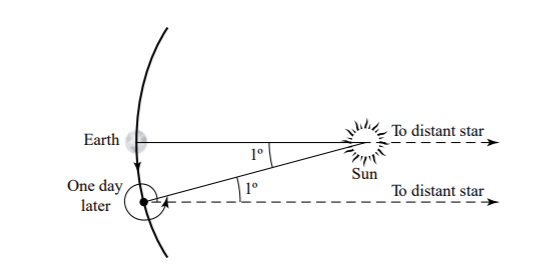 To distant star
Earth
1°
Sun
One day
later
1°
To distant star